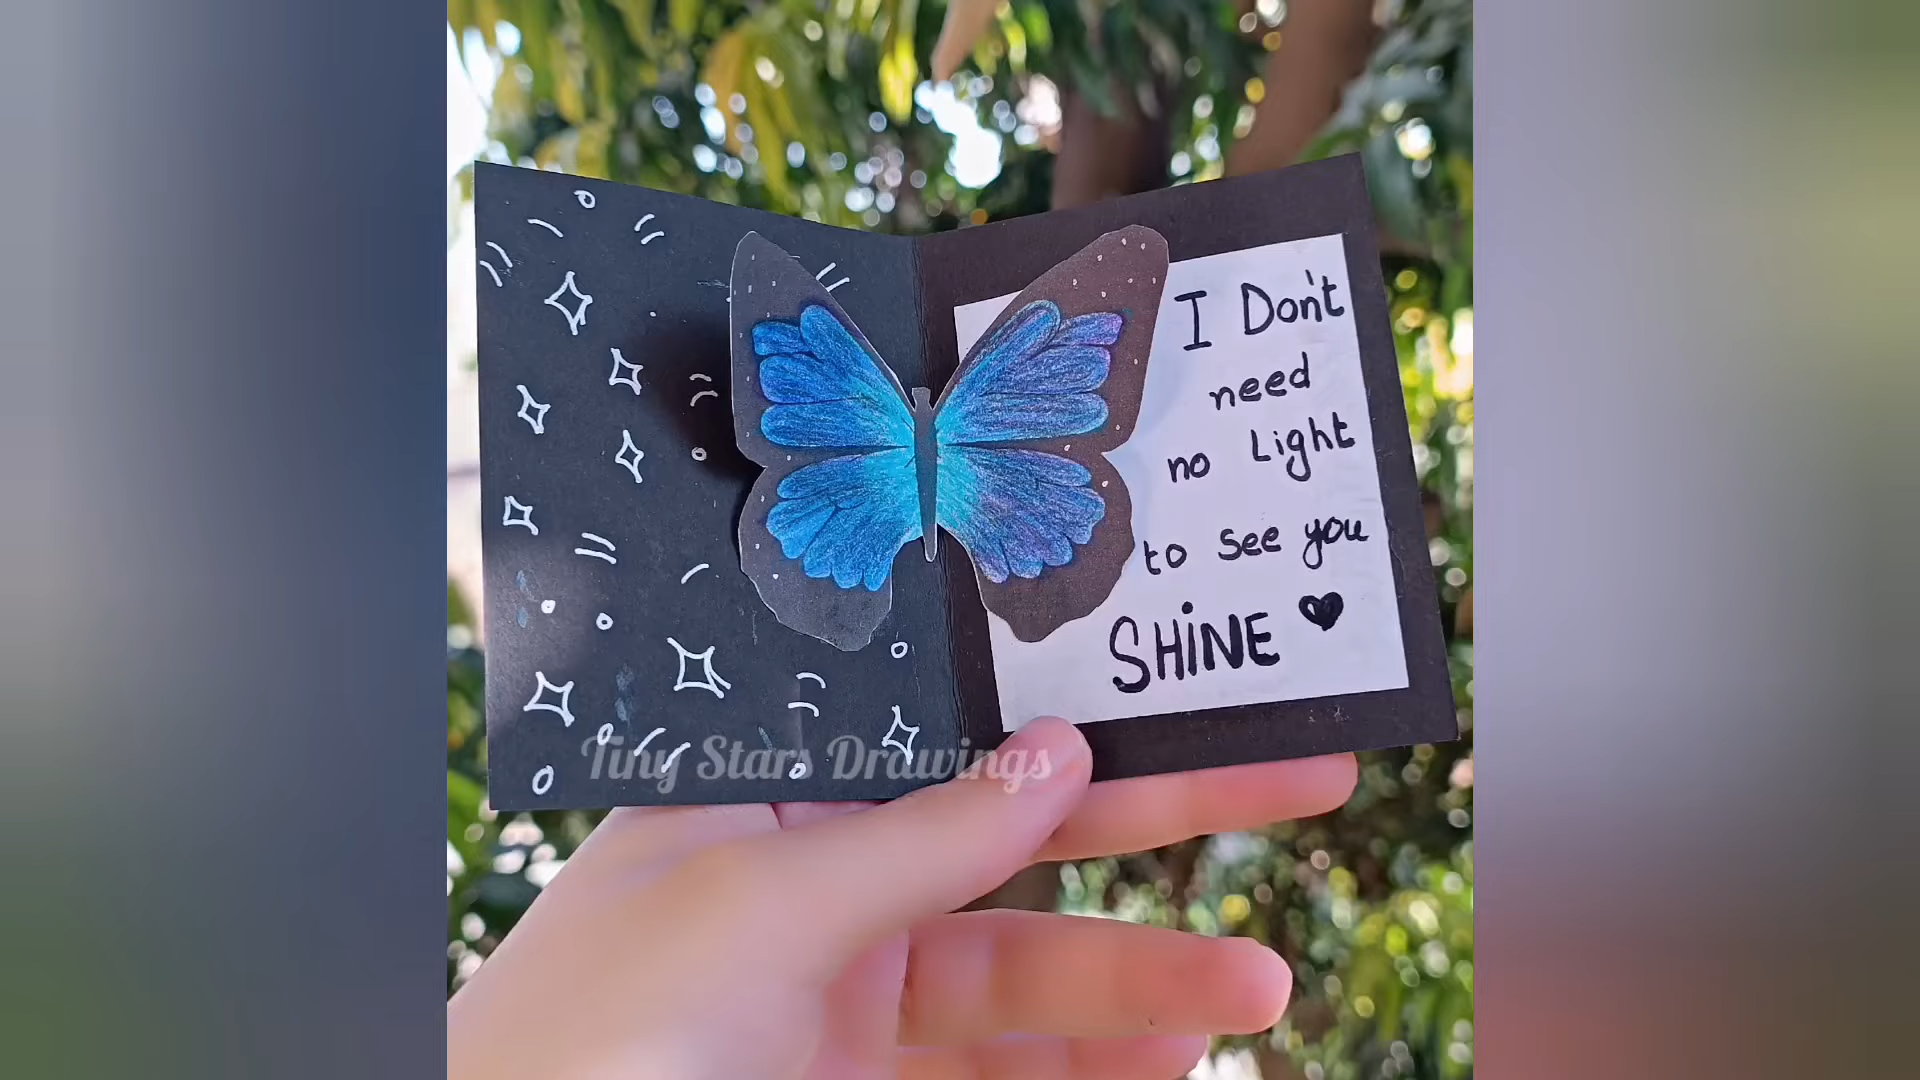 I Don't
need
no Light
to see you
SHINE ♥
Tiny Stars Drawings